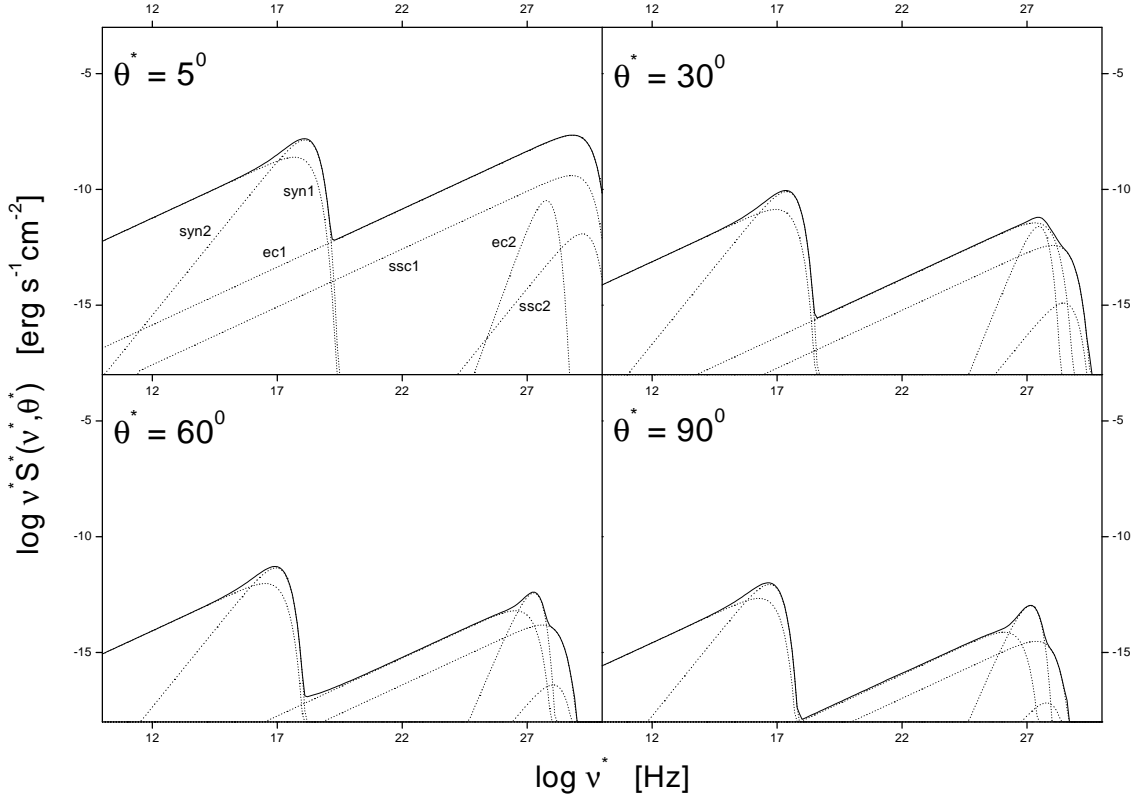 12 17 22 27 12 17 22 27
θ* = 5⁰
θ* = 30⁰
-5 -5
-10 -10
-15 -15
syn1
syn2
ec1
ssc1
ec2
ssc2
12 17 22 27 12 17 22 27
θ* = 60⁰
θ* = 90⁰
-5 -5
-10 -10
-15 -15
12 17 22 27 12 17 22 27
log ν* S*(ν*,θ*) [erg s⁻¹cm⁻²]
log ν* [Hz]